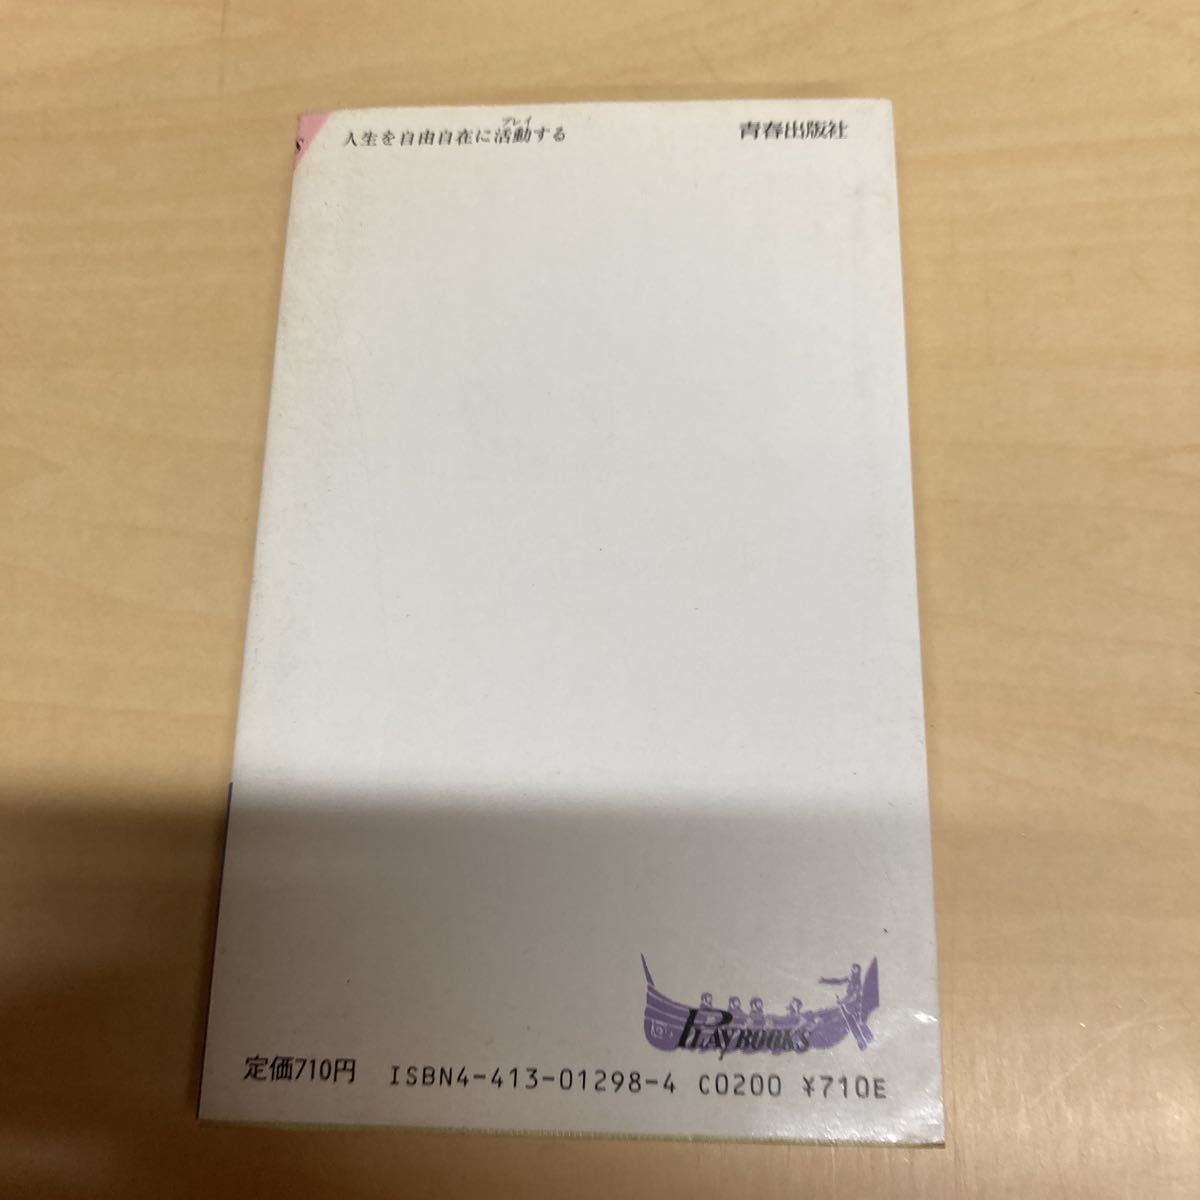 S
人生を自由自在に活動する
プレイ
青春出版社
PLAYBOOKS
定価710円
ISBN4-413-01298-4 C0200 ¥710E